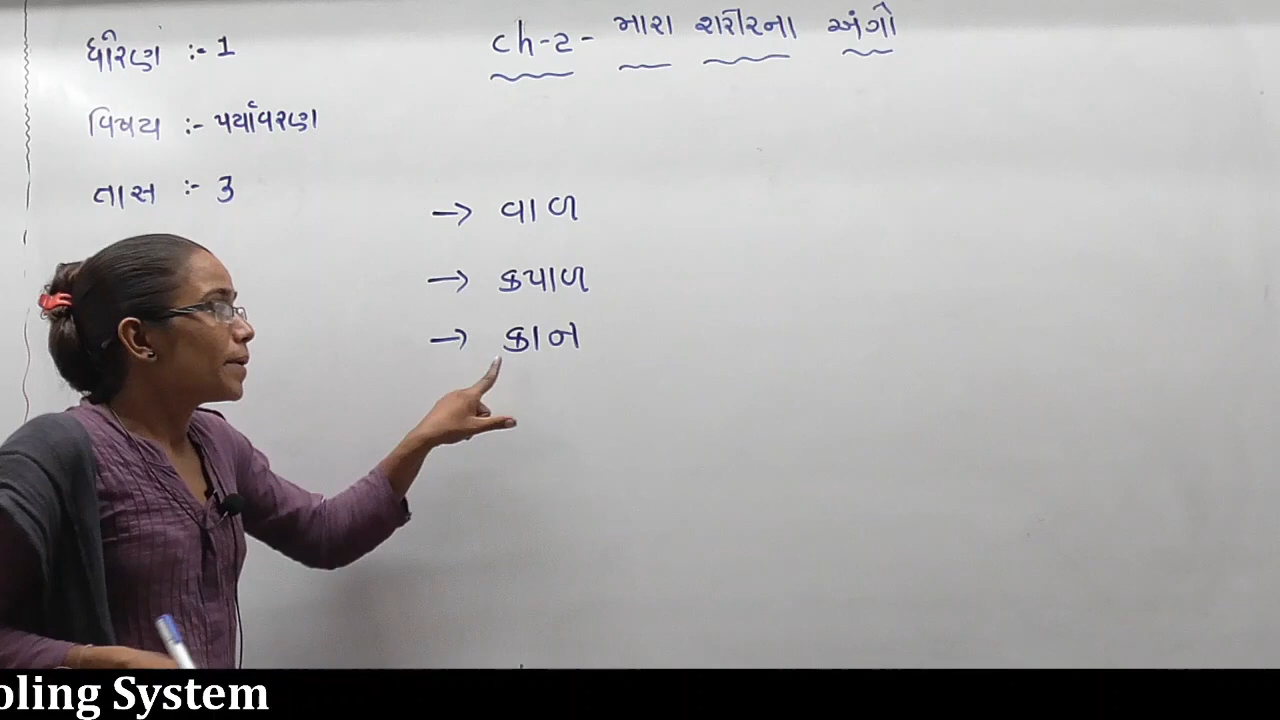 ધોરણ :- 1
વિષય :- પર્યાવરણ
તાસ :- 3
ch-2- મારા શરીરના અંગો
→ વાળ
→ કપાળ
→ કાન
oling System